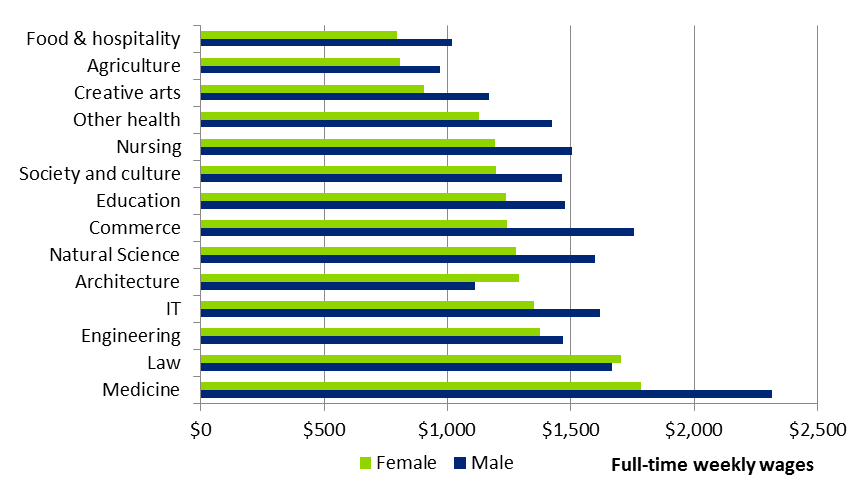 Food & hospitality
Agriculture
Creative arts
Other health
Nursing
Society and culture
Education
Commerce
Natural Science
Architecture
IT
Engineering
Law
Medicine
$0 $500 $1,000 $1,500 $2,000 $2,500
Female Male Full-time weekly wages